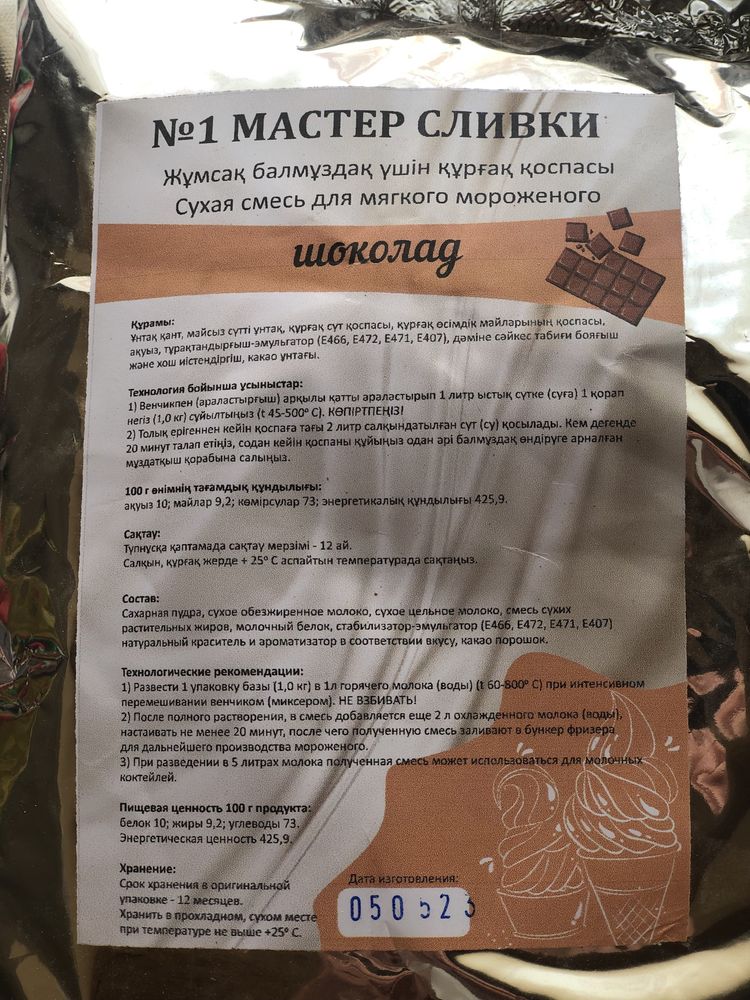 №1 МАСТЕР СЛИВКИ
Жұмсақ балмұздақ үшін құрғақ қоспасы
Сухая смесь для мягкого мороженого
шоколад
Құрамы:
Ұнтақ қант, майсыз сүтті ұнтақ, құрғақ сүт қоспасы, құрғақ өсімдік майларының қоспасы,
ақуыз, тұрақтандырғыш-эмульгатор (E466, E472, E471, E407), дәміне сәйкес табиғи бояғыш
және хош иістендіргіш, какао ұнтағы.
Технология бойынша ұсыныстар:
1) Венчикпен (араластырғыш) арқылы қатты араластырып 1 литр ыстық сүтке (суға) 1 қорап
негіз (1,0 кг) сұйылтыңыз (t 45-500° C). КӨПІРТПЕҢІЗ!
2) Толық ерігеннен кейін қоспаға тағы 2 литр салқындатылған сүт (су) қосылады. Кем дегенде
20 минут талап етіңіз, содан кейін қоспаны құйыңыз одан әрі балмұздақ өндіруге арналған
мұздатқыш қорабына салыңыз.
100 г өнімнің тағамдық құндылығы:
ақуыз 10; майлар 9,2; көмірсулар 73; энергетикалық құндылығы 425,9.
Сақтау:
Түпнұсқа қаптамада сақтау мерзімі - 12 ай.
Салқын, құрғақ жерде + 25° C аспайтын температурада сақтаңыз.
Состав:
Сахарная пудра, сухое обезжиренное молоко, сухое цельное молоко, смесь сухих
растительных жиров, молочный белок, стабилизатор-эмульгатор (E466, E472, E471, E407)
натуральный краситель и ароматизатор в соответствии вкусу, какао порошок.
Технологические рекомендации:
1) Развести 1 упаковку базы (1,0 кг) в 1л горячего молока (воды) (t 60-800° C) при интенсивном
перемешивании венчиком (миксером). НЕ ВЗБИВАТЬ!
2) После полного растворения, в смесь добавляется еще 2 л охлажденного молока (воды),
настаивать не менее 20 минут, после чего полученную смесь заливают в бункер фризера
для дальнейшего производства мороженого.
3) При разведении в 5 литрах молока полученная смесь может использоваться для молочных
коктейлей.
Пищевая ценность 100 г продукта:
белок 10; жиры 9,2; углеводы 73.
Энергетическая ценность 425,9.
Хранение:
Срок хранения в оригинальной
упаковке - 12 месяцев.
Хранить в прохладном, сухом месте
при температуре не выше +25° C.
Дата изготовления:
050523